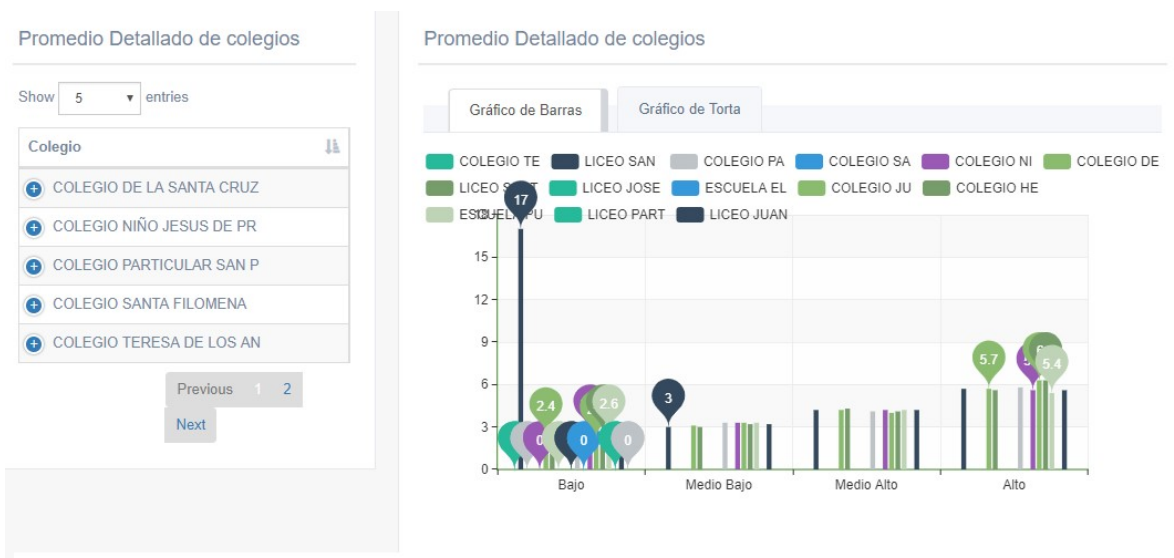 Promedio Detallado de colegios
Show 5 entries
Colegio
COLEGIO DE LA SANTA CRUZ
COLEGIO NIÑO JESUS DE PR
COLEGIO PARTICULAR SAN P
COLEGIO SANTA FILOMENA
COLEGIO TERESA DE LOS AN
Previous 1 2
Next
Promedio Detallado de colegios
Gráfico de Barras Gráfico de Torta
COLEGIO TE LICEO SAN COLEGIO PA COLEGIO SA COLEGIO NI COLEGIO DE
LICEO LICEO JOSE ESCUELA EL COLEGIO JU COLEGIO HE
LICEO PART LICEO JUAN
17
15
12
9
6
3
0
2.4
0
0
2.6
0
3
5.7
5.4
Bajo Medio Bajo Medio Alto Alto